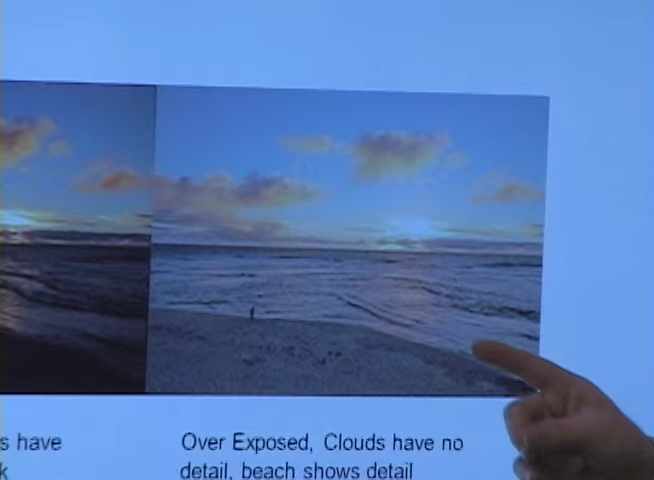 s have
k
Over Exposed, Clouds have no
detail, beach shows detail